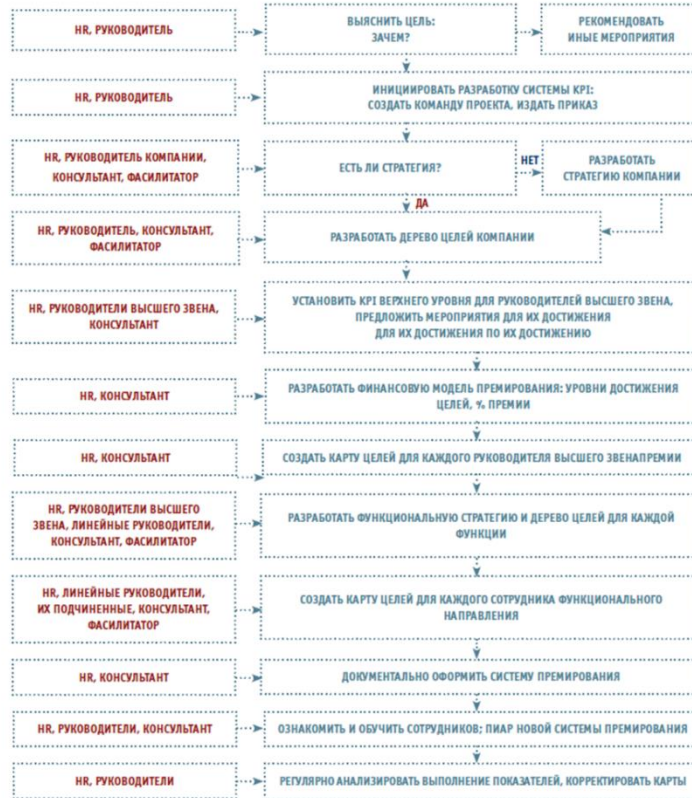 HR, РУКОВОДИТЕЛЬ
ВЫЯСНИТЬ ЦЕЛЬ:
ЗАЧЕМ?
РЕКОМЕНДОВАТЬ
ИНЫЕ МЕРОПРИЯТИЯ
HR, РУКОВОДИТЕЛЬ
ИНИЦИИРОВАТЬ РАЗРАБОТКУ СИСТЕМЫ KPI:
СОЗДАТЬ КОМАНДУ ПРОЕКТА, ИЗДАТЬ ПРИКАЗ
HR, РУКОВОДИТЕЛЬ КОМПАНИИ,
КОНСУЛЬТАНТ, ФАСИЛИТАТОР
ЕСТЬ ЛИ СТРАТЕГИЯ?
НЕТ
РАЗРАБОТАТЬ
СТРАТЕГИЮ КОМПАНИИ
ДА
HR, РУКОВОДИТЕЛЬ, КОНСУЛЬТАНТ,
ФАСИЛИТАТОР
РАЗРАБОТАТЬ ДЕРЕВО ЦЕЛЕЙ КОМПАНИИ
HR, РУКОВОДИТЕЛИ ВЫСШЕГО ЗВЕНА,
КОНСУЛЬТАНТ
УСТАНОВИТЬ KPI ВЕРХНЕГО УРОВНЯ ДЛЯ РУКОВОДИТЕЛЕЙ ВЫСШЕГО ЗВЕНА,
ПРЕДЛОЖИТЬ МЕРОПРИЯТИЯ ДЛЯ ИХ ДОСТИЖЕНИЯ
ДЛЯ ИХ ДОСТИЖЕНИЯ ПО ИХ ДОСТИЖЕНИЮ
HR, КОНСУЛЬТАНТ
РАЗРАБОТАТЬ ФИНАНСОВУЮ МОДЕЛЬ ПРЕМИРОВАНИЯ: УРОВНИ ДОСТИЖЕНИЯ
ЦЕЛЕЙ, % ПРЕМИИ
HR, КОНСУЛЬТАНТ
СОЗДАТЬ КАРТУ ЦЕЛЕЙ ДЛЯ КАЖДОГО РУКОВОДИТЕЛЯ ВЫСШЕГО ЗВЕНАПРЕМИИ
HR, РУКОВОДИТЕЛИ ВЫСШЕГО
ЗВЕНА, ЛИНЕЙНЫЕ РУКОВОДИТЕЛИ,
КОНСУЛЬТАНТ, ФАСИЛИТАТОР
РАЗРАБОТАТЬ ФУНКЦИОНАЛЬНУЮ СТРАТЕГИЮ И ДЕРЕВО ЦЕЛЕЙ ДЛЯ КАЖДОЙ
ФУНКЦИИ
HR, ЛИНЕЙНЫЕ РУКОВОДИТЕЛИ,
ИХ ПОДЧИНЕННЫЕ, КОНСУЛЬТАНТ,
ФАСИЛИТАТОР
СОЗДАТЬ КАРТУ ЦЕЛЕЙ ДЛЯ КАЖДОГО СОТРУДНИКА ФУНКЦИОНАЛЬНОГО
НАПРАВЛЕНИЯ
HR, КОНСУЛЬТАНТ
ДОКУМЕНТАЛЬНО ОФОРМИТЬ СИСТЕМУ ПРЕМИРОВАНИЯ
HR, РУКОВОДИТЕЛИ, КОНСУЛЬТАНТ
ОЗНАКОМИТЬ И ОБУЧИТЬ СОТРУДНИКОВ; ПИАР НОВОЙ СИСТЕМЫ ПРЕМИРОВАНИЯ
HR, РУКОВОДИТЕЛИ
РЕГУЛЯРНО АНАЛИЗИРОВАТЬ ВЫПОЛНЕНИЕ ПОКАЗАТЕЛЕЙ, КОРРЕКТИРОВАТЬ КАРТЫ